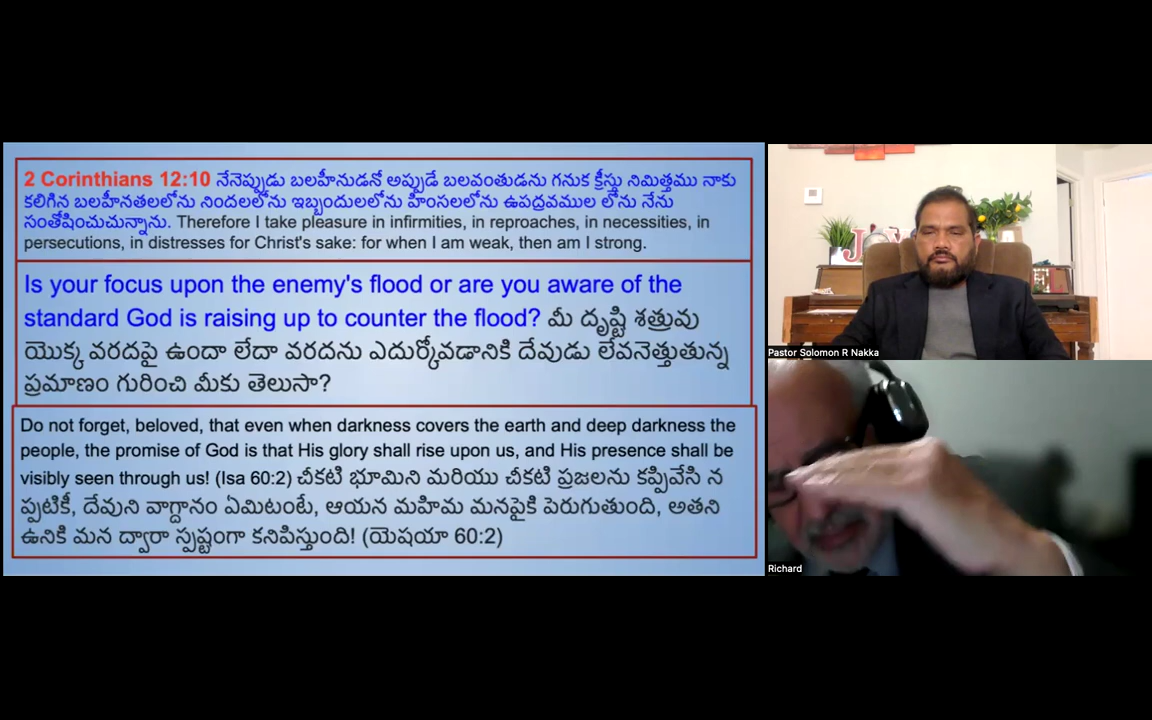 2 Corinthians 12:10 నేనెప్పుడు బలహీనుడనో అప్పుడే బలవంతుడను గనుక క్రీస్తు నిమిత్తము నాకు
కలిగిన బలహీనతలలోను నిందలలోను ఇబ్బందులలోను హింసలలోను ఉపద్రవముల లోను నేను
సంతోషించుచున్నాను. Therefore I take pleasure in infirmities, in reproaches, in necessities, in
persecutions, in distresses for Christ's sake: for when I am weak, then am I strong.
Is your focus upon the enemy's flood or are you aware of the
standard God is raising up to counter the flood? మీ దృష్టి శత్రువు
యొక్క వరదపై ఉందా లేదా వరదను ఎదుర్కోవడానికి దేవుడు లేవనెత్తుతున్న
ప్రమాణం గురించి మీకు తెలుసా?
Do not forget, beloved, that even when darkness covers the earth and deep darkness the
people, the promise of God is that His glory shall rise upon us, and His presence shall be
visibly seen through us! (Isa 60:2) చీకటి భూమిని మరియు చీకటి ప్రజలను కప్పివేసి న
ప్పటికీ, దేవుని వాగ్దానం ఏమిటంటే, ఆయన మహిమ మనపైకి పెరుగుతుంది, అతని
ఉనికి మన ద్వారా స్పష్టంగా కనిపిస్తుంది! (యెషయా 60:2)
Pastor Solomon R Nakka
Richard